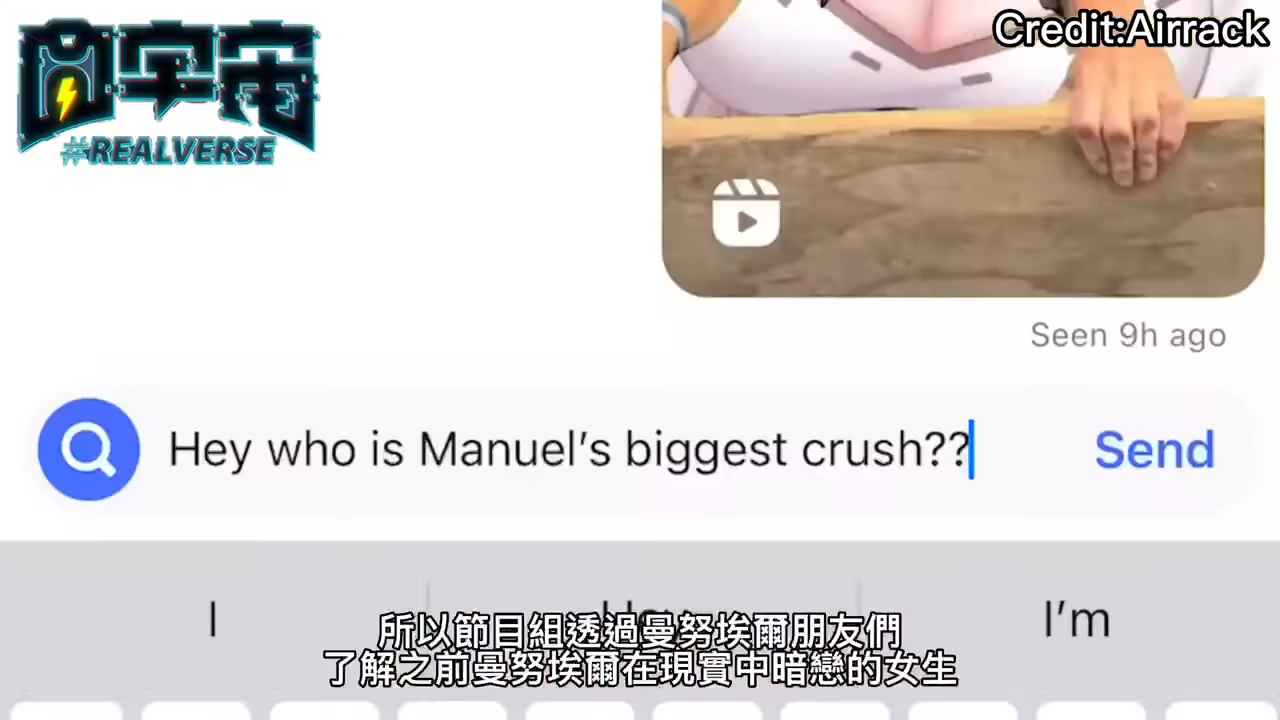 Credit:Airrack
#REALVERSE
Seen 9h ago
Hey who is Manuel’s biggest crush??
Send
I
I’m
所以節目組透過曼努埃爾朋友們
了解之前曼努埃爾在現實中暗戀的女生